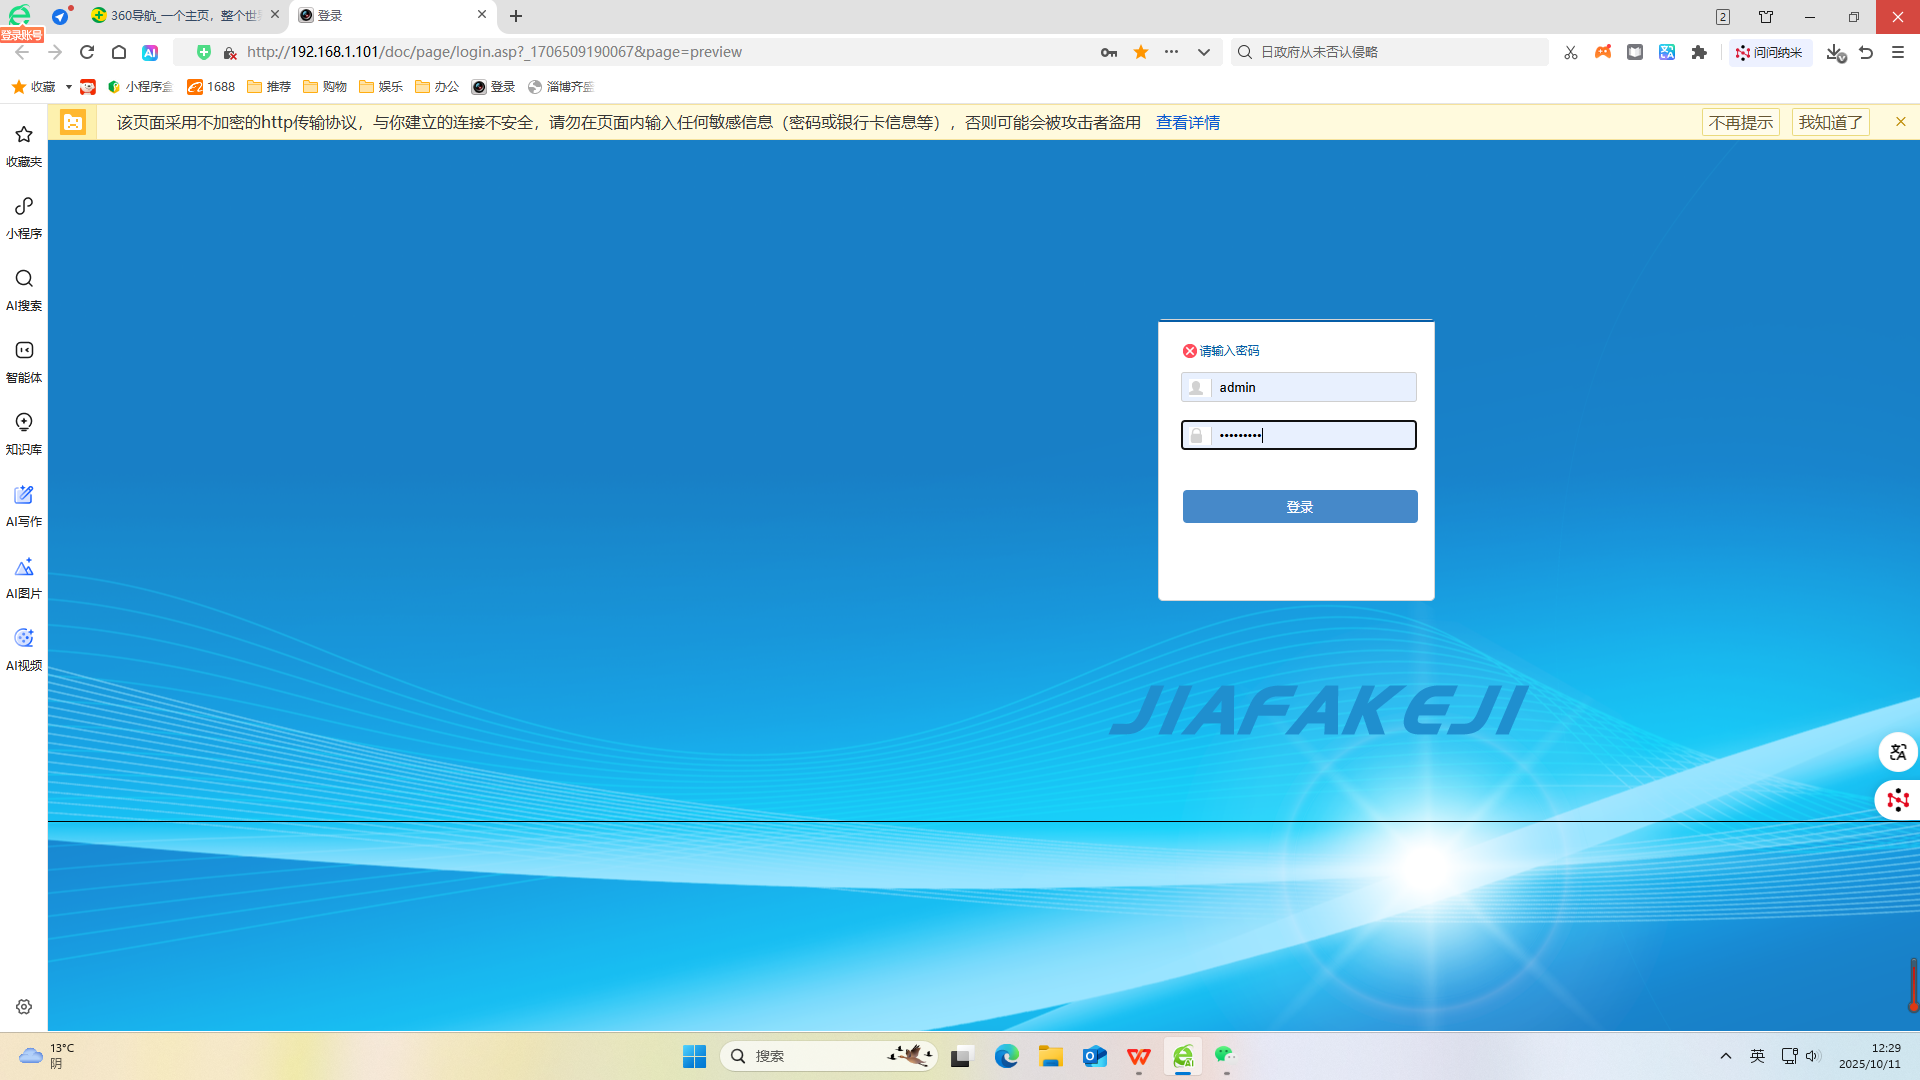 360导航_一个主页，整个世
登录
2
登录账号
http://192.168.1.101/doc/page/login.asp?_1706509190067&page=preview
日政府从未否认侵略
问问纳米
收藏
小程序盒
1688
推荐
购物
娱乐
办公
登录
淄博齐盛
该页面采用不加密的http传输协议，与你建立的连接不安全，请勿在页面内输入任何敏感信息（密码或银行卡信息等），否则可能会被攻击者盗用 查看详情
不再提示
我知道了
收藏夹
小程序
AI搜索
智能体
知识库
AI写作
AI图片
AI视频
请输入密码
admin
•••••••••
登录
JIAFAKEJI
13°C
阴
搜索
英
12:29
2025/10/11